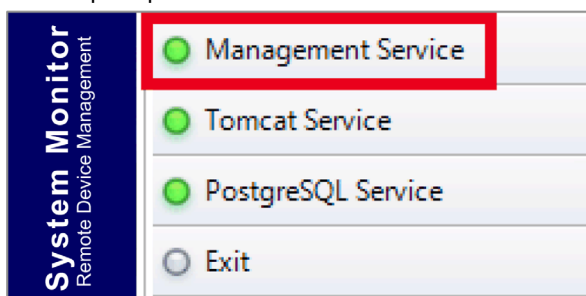 System Monitor
Remote Device Management
Management Service
Tomcat Service
PostgreSQL Service
Exit